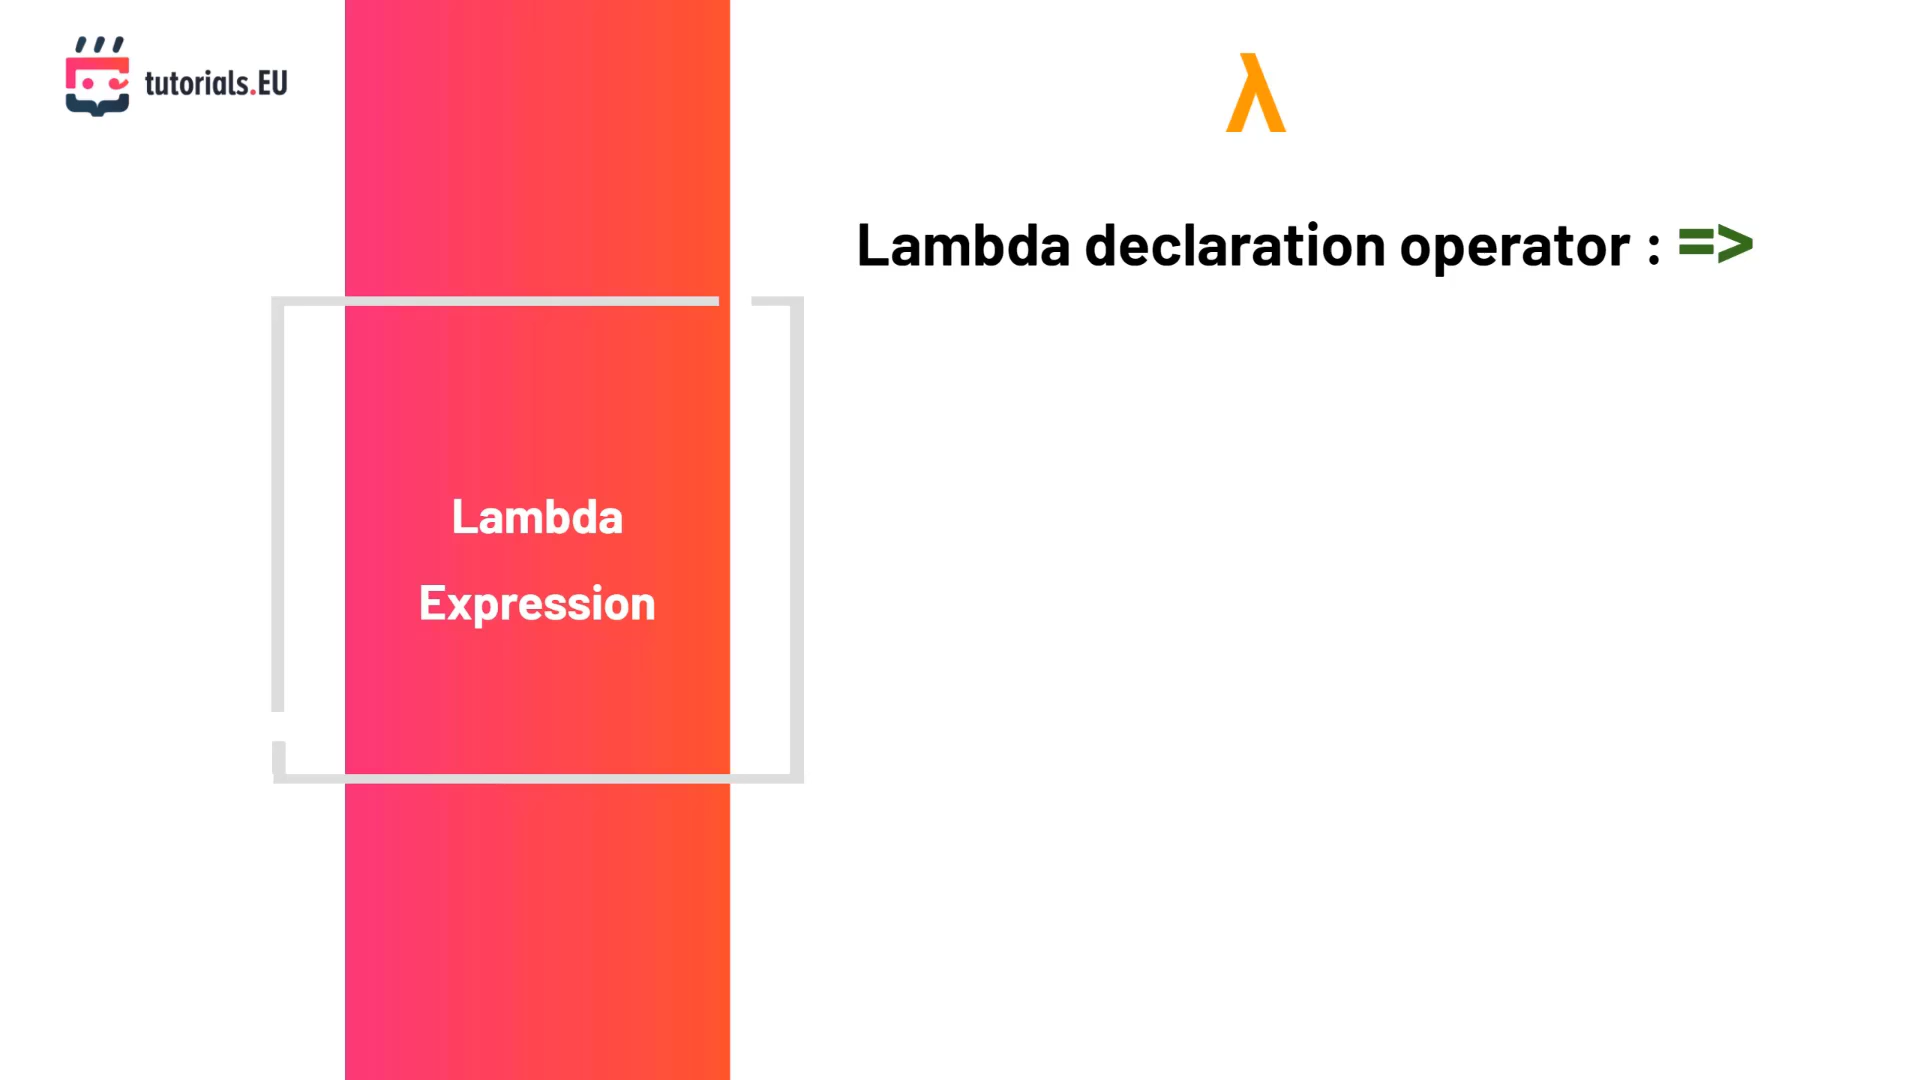 tutorials.EU
λ
Lambda declaration operator : =>
Lambda
Expression